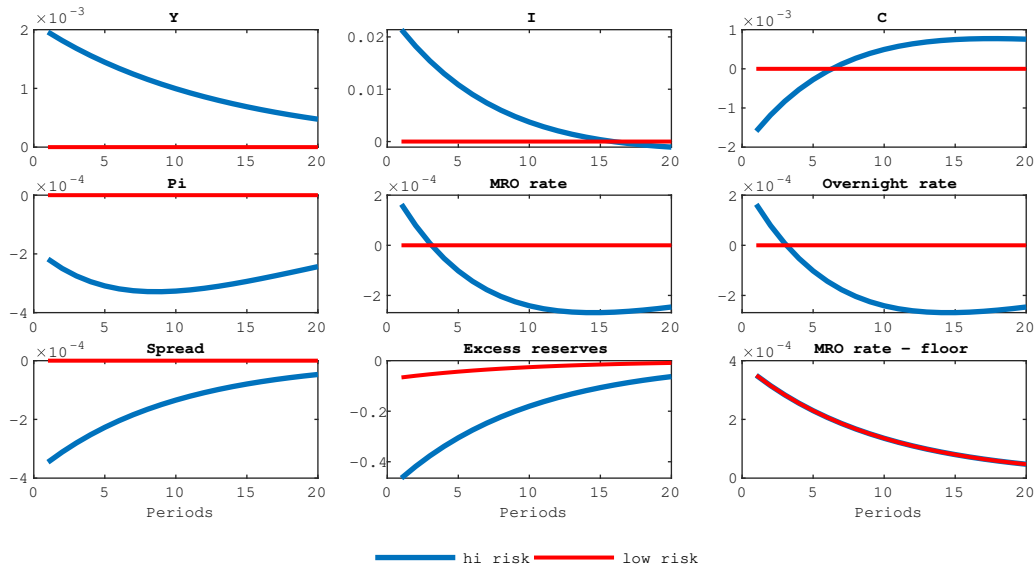 Y
I
C
×10⁻³
2
1
0
0 5 10 15 20
0.02
0.01
0
0 5 10 15 20
×10⁻³
1
0
−1
−2
0 5 10 15 20
Pi
MRO rate
Overnight rate
×10⁻⁴
0
−2
−4
0 5 10 15 20
×10⁻⁴
2
0
−2
0 5 10 15 20
×10⁻⁴
2
0
−2
0 5 10 15 20
Spread
Excess reserves
MRO rate − floor
×10⁻⁴
0
−2
−4
0 5 10 15 20
Periods
0
−0.2
−0.4
0 5 10 15 20
Periods
×10⁻⁴
4
2
0
0 5 10 15 20
Periods
hi risk low risk